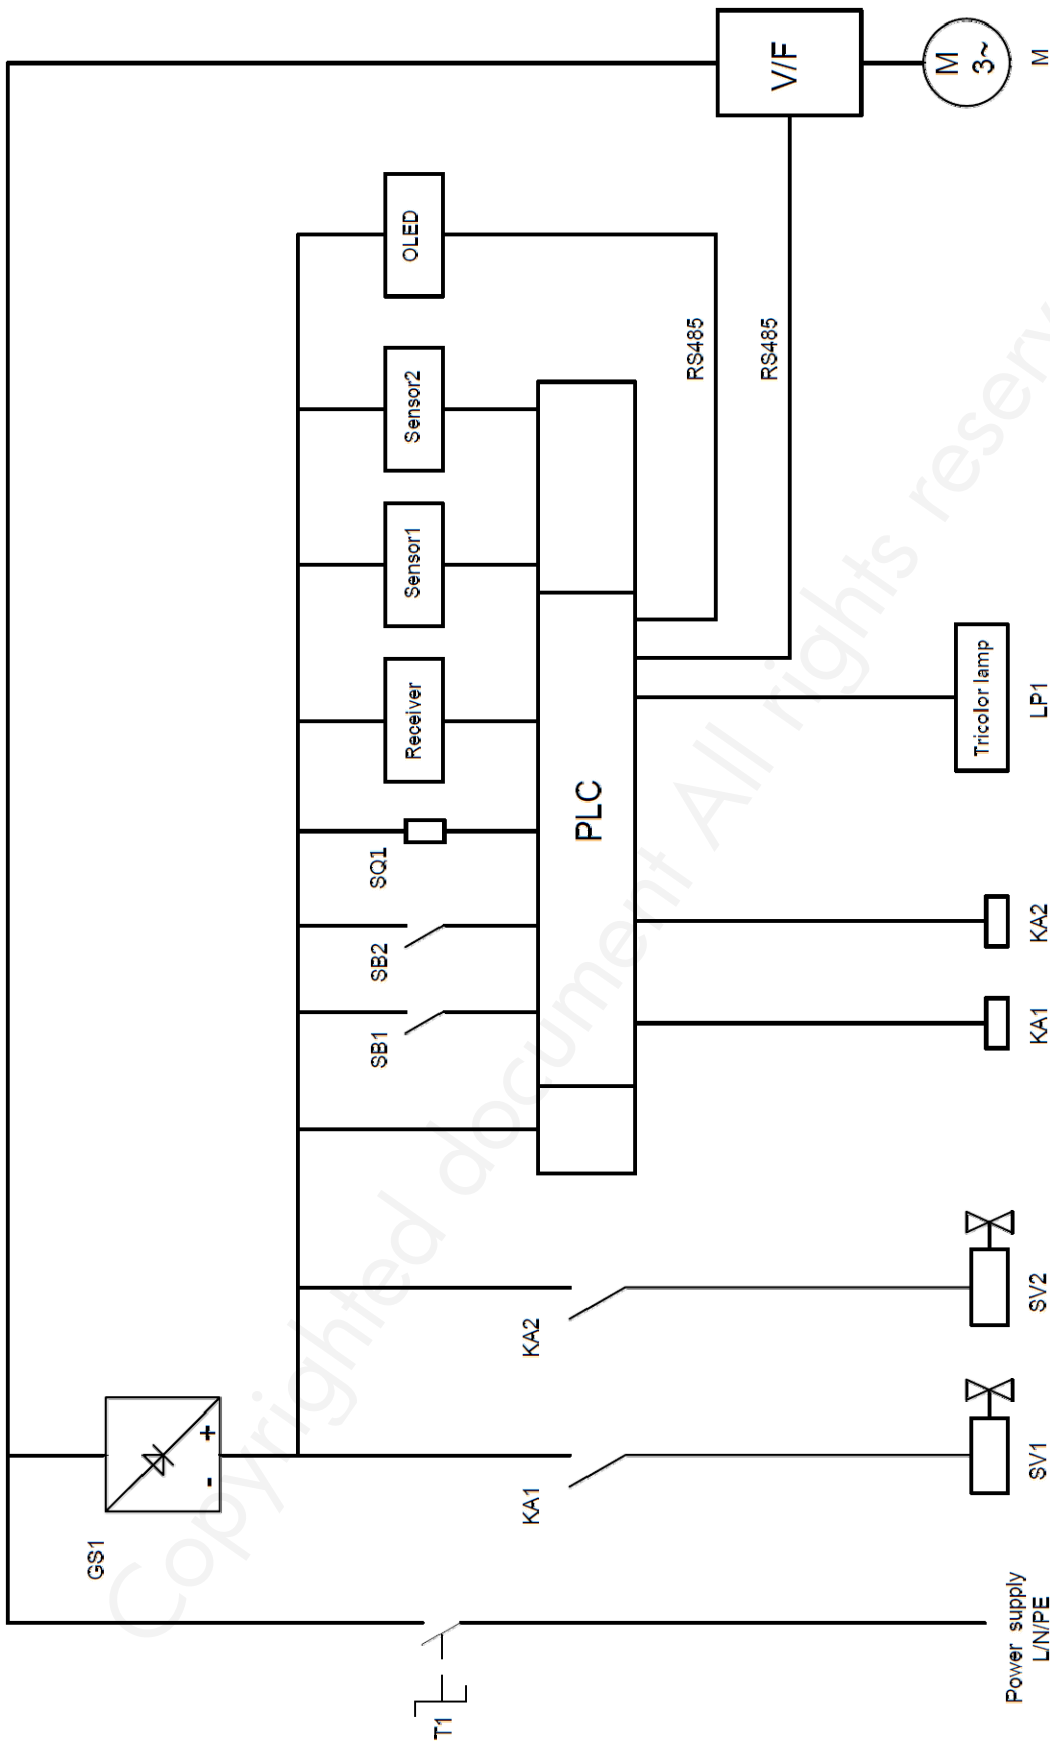 Power supply
L/N/PE
T1
GS1
- +
KA1
SV1
KA2
SV2
SB1
SB2
SQ1
Receiver
Sensor1
Sensor2
OLED
PLC
KA1
KA2
Tricolor lamp
LP1
RS485
RS485
V/F
M
3~
M
Copyrighted document All rights reserv